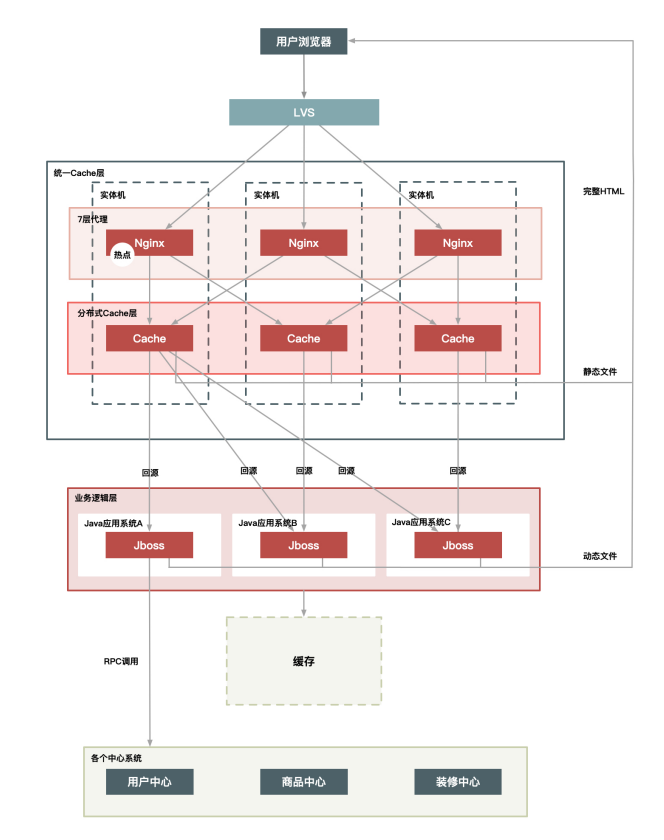 用户浏览器
LVS
统一Cache层
实体机
实体机
实体机
完整HTML
7层代理
Nginx
Nginx
Nginx
热点
分布式Cache层
Cache
Cache
Cache
静态文件
回源
回源
回源
回源
回源
业务逻辑层
Java应用系统A
Java应用系统B
Java应用系统C
Jboss
Jboss
Jboss
动态文件
RPC调用
缓存
各个中心系统
用户中心
商品中心
装修中心